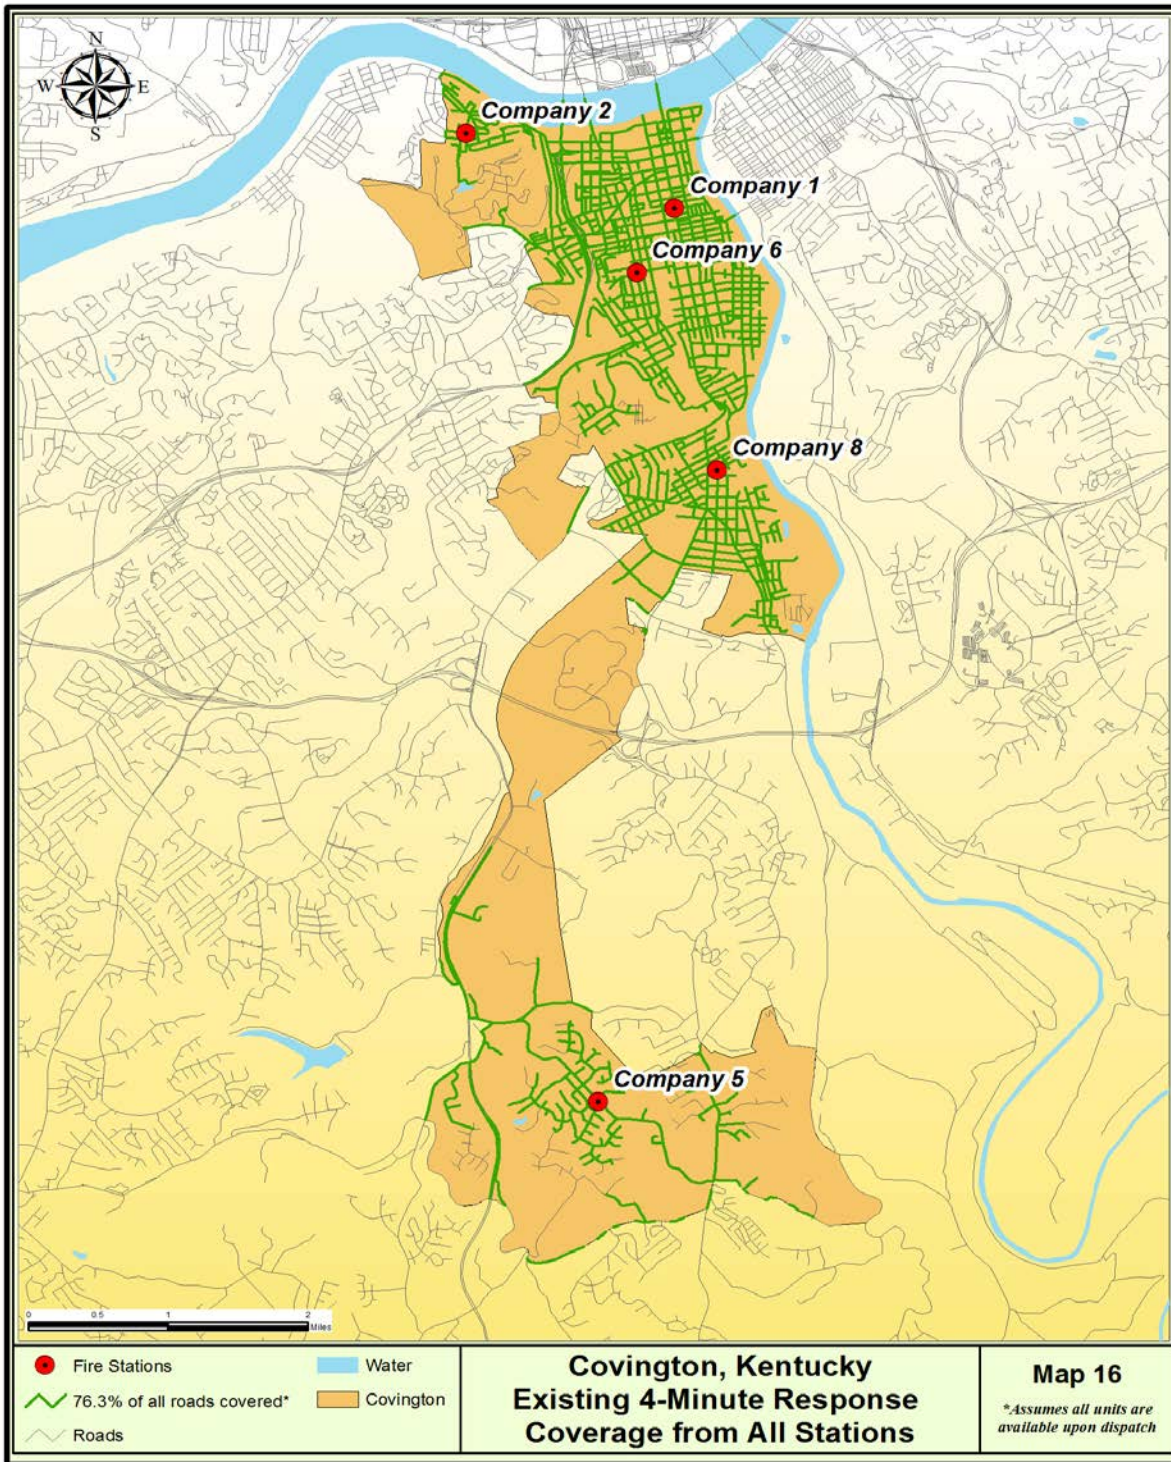 N
W E
S
Company 2
Company 1
Company 6
Company 8
Company 5
0 0.5 1 2
Miles
Fire Stations
76.3% of all roads covered*
Roads
Water
Covington
Covington, Kentucky
Existing 4-Minute Response
Coverage from All Stations
Map 16
*Assumes all units are
available upon dispatch